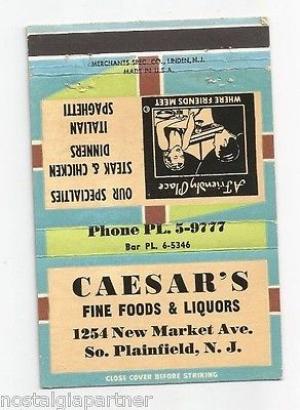 MERCHANTS SPEC. CO., LINDEN, N. J.
MADE IN U.S.A.
OUR SPECIALTIES
STEAK & CHICKEN
DINNERS
ITALIAN
SPAGHETTI
A Friendly Place
WHERE FRIENDS MEET
Phone PL. 5-9777
Bar PL. 6-5346
CAESAR'S
FINE FOODS & LIQUORS
1254 New Market Ave.
So. Plainfield, N. J.
CLOSE COVER BEFORE STRIKING
nostalgiapartner
eBay